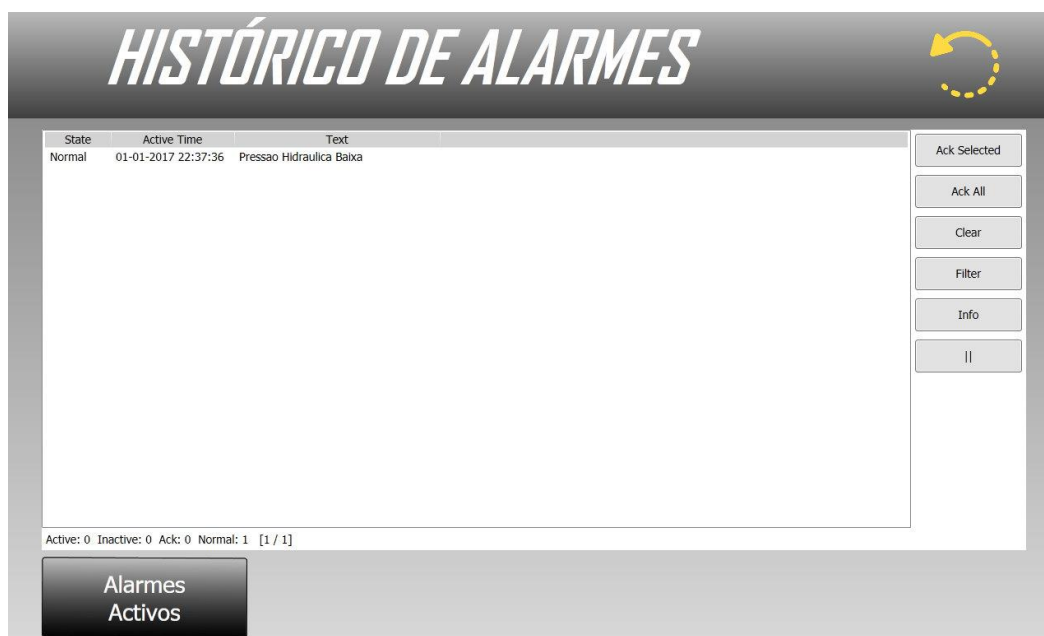 HISTÓRICO DE ALARMES
State Active Time Text
Normal 01-01-2017 22:37:36 Pressao Hidraulica Baixa
Ack Selected
Ack All
Clear
Filter
Info
||
Active: 0 Inactive: 0 Ack: 0 Normal: 1 [1 / 1]
Alarmes
Activos